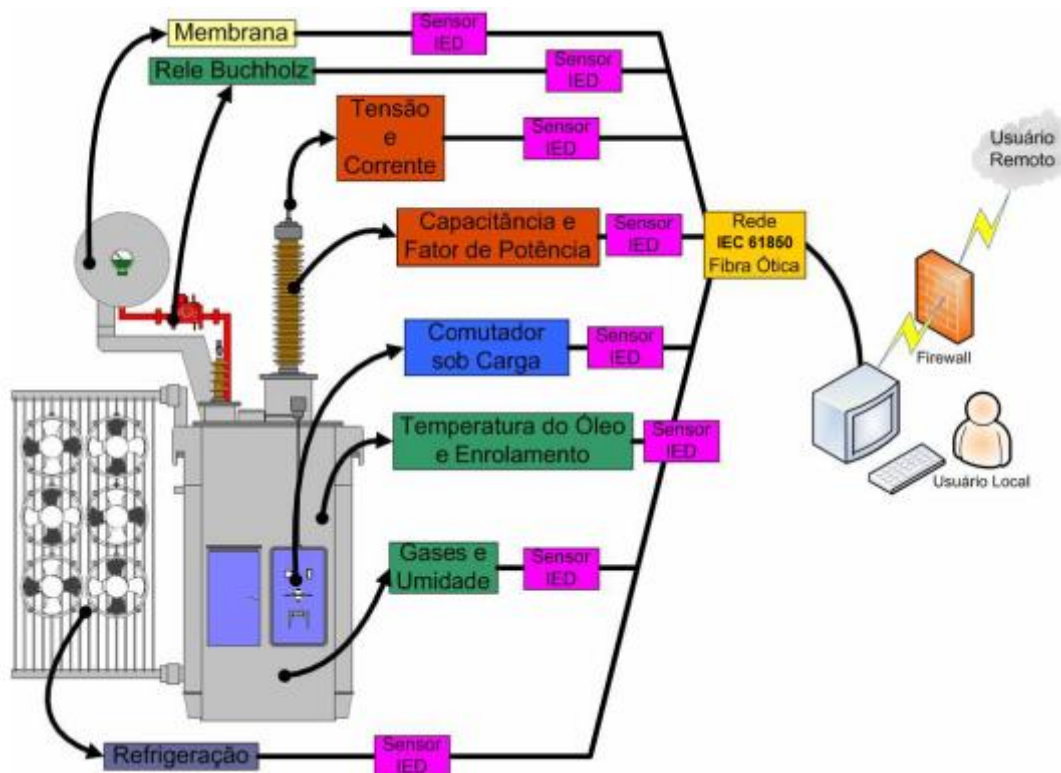 Membrana
Sensor
IED
Rele Buchholz
Sensor
IED
Tensão
e
Corrente
Sensor
IED
Usuário
Remoto
Capacitância e
Fator de Potência
Sensor
IED
Rede
IEC 61850
Fibra Ótica
Firewall
Comutador
sob Carga
Sensor
IED
Temperatura do Óleo
e Enrolamento
Sensor
IED
Usuário Local
Gases e
Umidade
Sensor
IED
Refrigeração
Sensor
IED